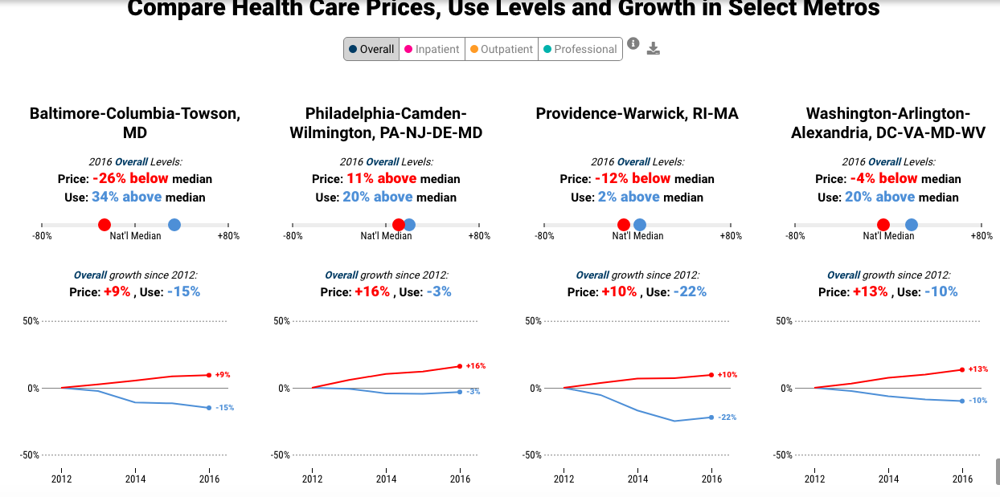 Compare Health Care Prices, Use Levels and Growth in Select Metros
Overall Inpatient Outpatient Professional
Baltimore-Columbia-Towson,
MD
2016 Overall Levels:
Price: -26% below median
Use: 34% above median
-80% Nat'l Median +80%
Overall growth since 2012:
Price: +9% , Use: -15%
50%
+9%
0%
-15%
-50%
2012 2014 2016
Philadelphia-Camden-
Wilmington, PA-NJ-DE-MD
2016 Overall Levels:
Price: 11% above median
Use: 20% above median
-80% Nat'l Median +80%
Overall growth since 2012:
Price: +16% , Use: -3%
50%
+16%
0%
-3%
-50%
2012 2014 2016
Providence-Warwick, RI-MA
2016 Overall Levels:
Price: -12% below median
Use: 2% above median
-80% Nat'l Median +80%
Overall growth since 2012:
Price: +10% , Use: -22%
50%
+10%
0%
-22%
-50%
2012 2014 2016
Washington-Arlington-
Alexandria, DC-VA-MD-WV
2016 Overall Levels:
Price: -4% below median
Use: 20% above median
-80% Nat'l Median +80%
Overall growth since 2012:
Price: +13% , Use: -10%
50%
+13%
0%
-10%
-50%
2012 2014 2016